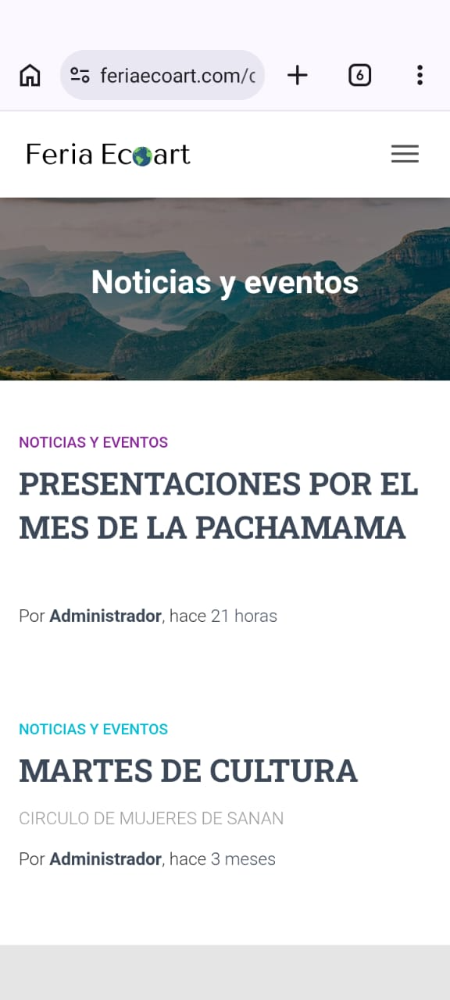 feriaecoart.com/c
6
Feria Ecoart
Noticias y eventos
NOTICIAS Y EVENTOS
PRESENTACIONES POR EL
MES DE LA PACHAMAMA
Por Administrador, hace 21 horas
NOTICIAS Y EVENTOS
MARTES DE CULTURA
CIRCULO DE MUJERES DE SANAN
Por Administrador, hace 3 meses